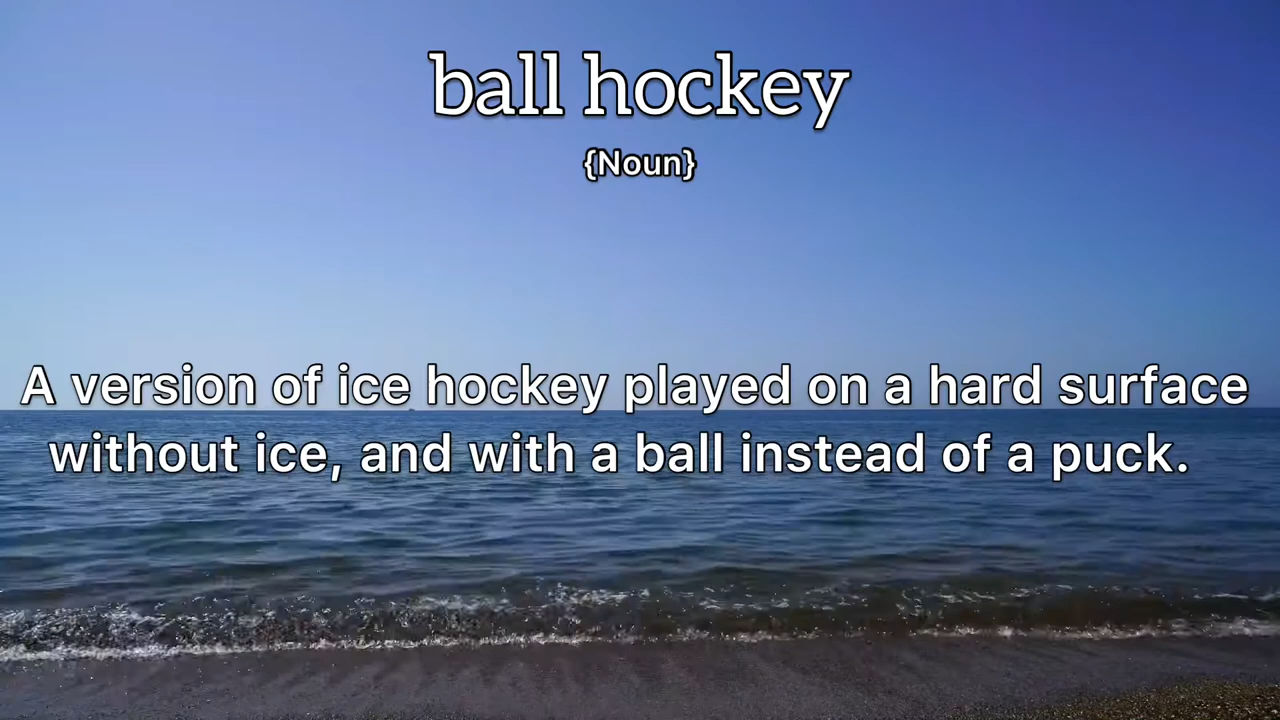 ball hockey
{Noun}
A version of ice hockey played on a hard surface
without ice, and with a ball instead of a puck.